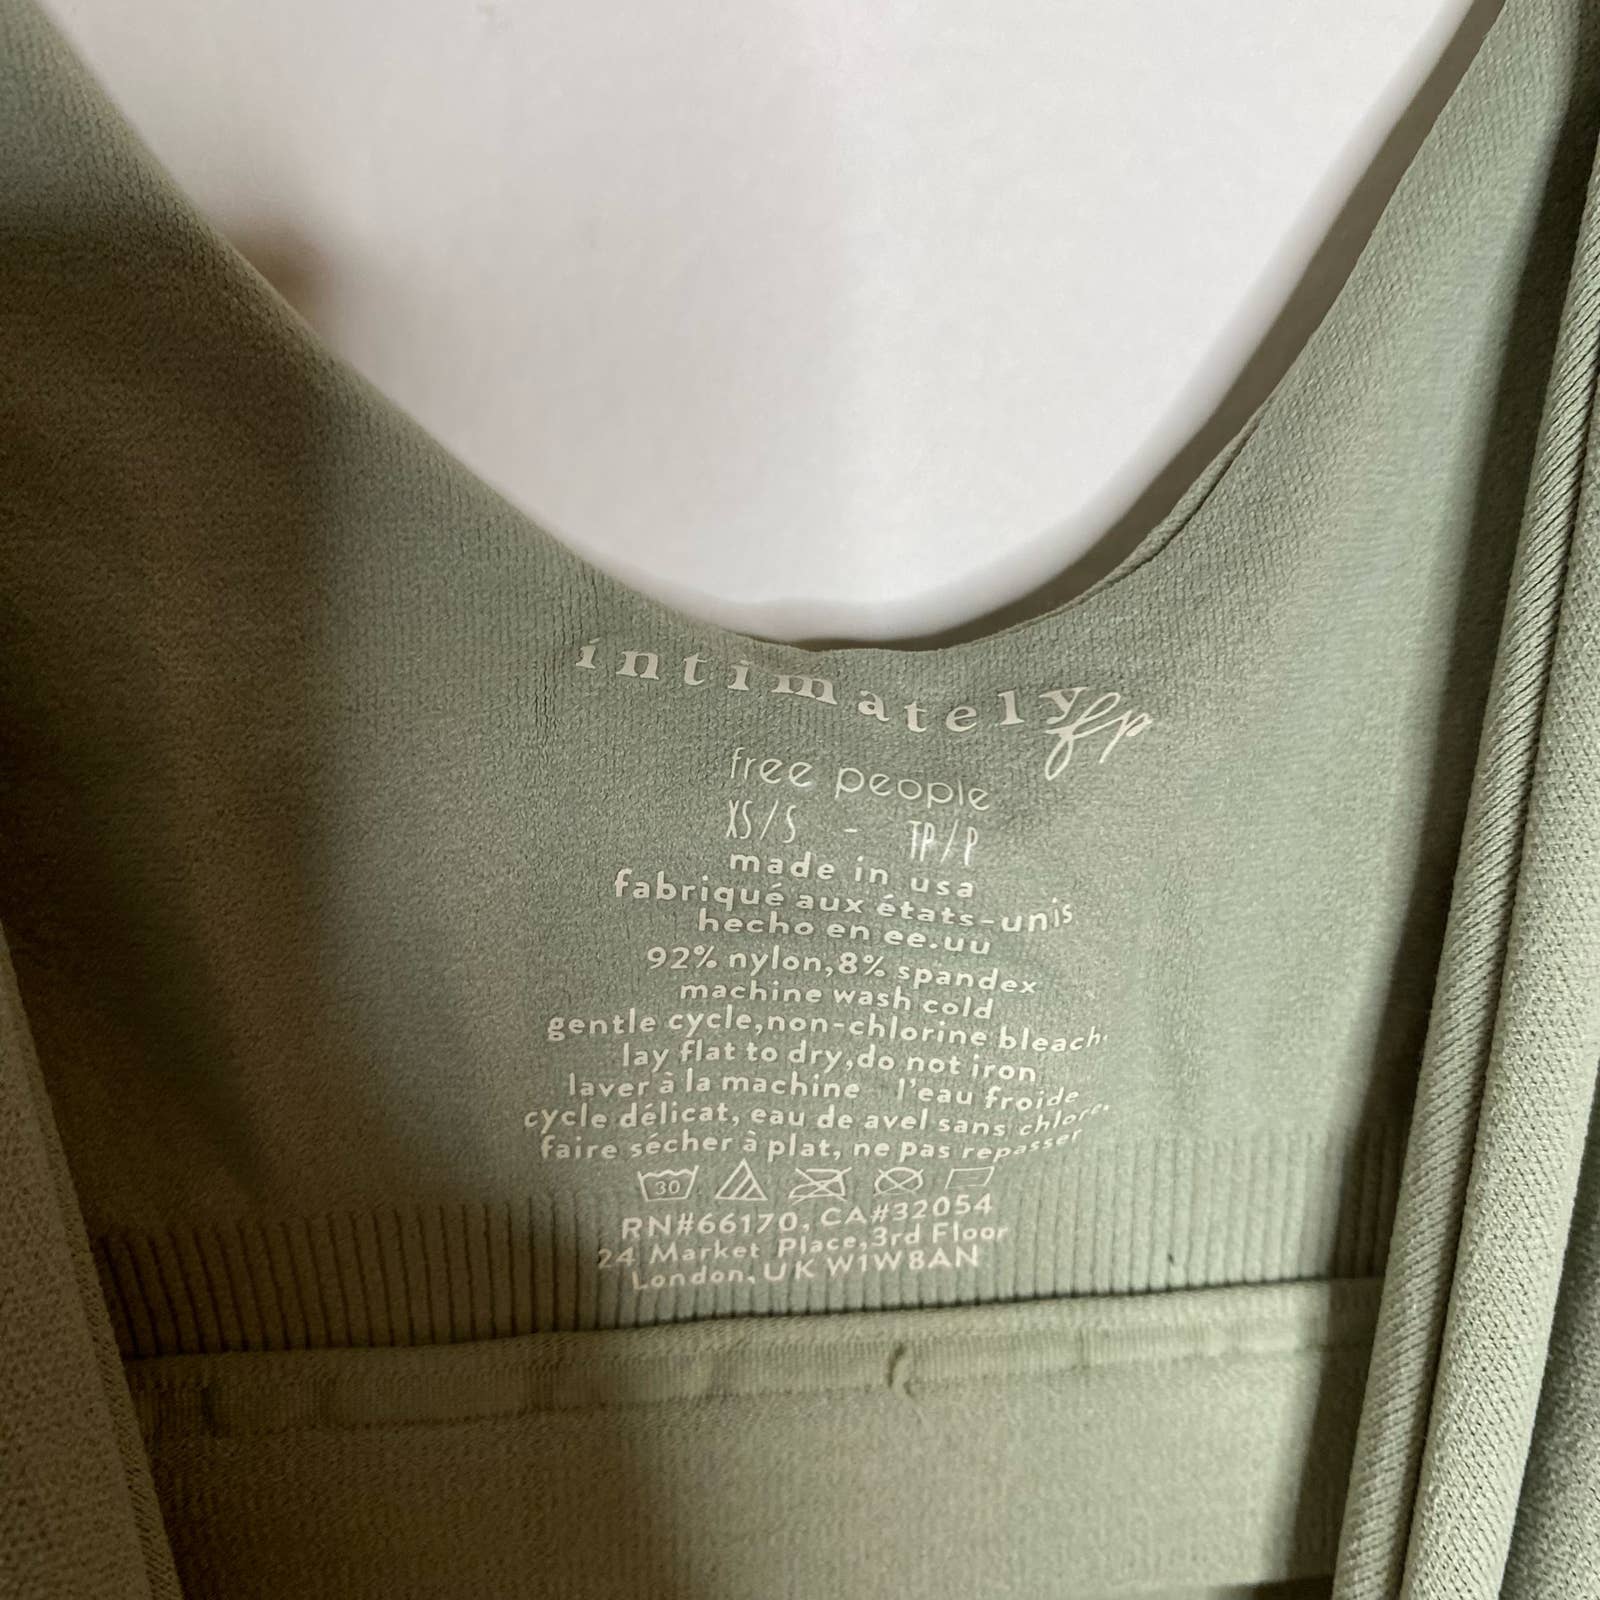 intimately fp
free people
XS/S - TP/P
made in usa
fabriqué aux états-unis
hecho en ee.uu
92% nylon,8% spandex
machine wash cold
gentle cycle,non-chlorine bleach
lay flat to dry,do not iron
laver à la machine l'eau froide
cycle délicat, eau de avel sans chlore.
faire sécher à plat, ne pas repasser
30
RN#66170, CA#32054
24 Market Place,3rd Floor
London, UK W1W8AN